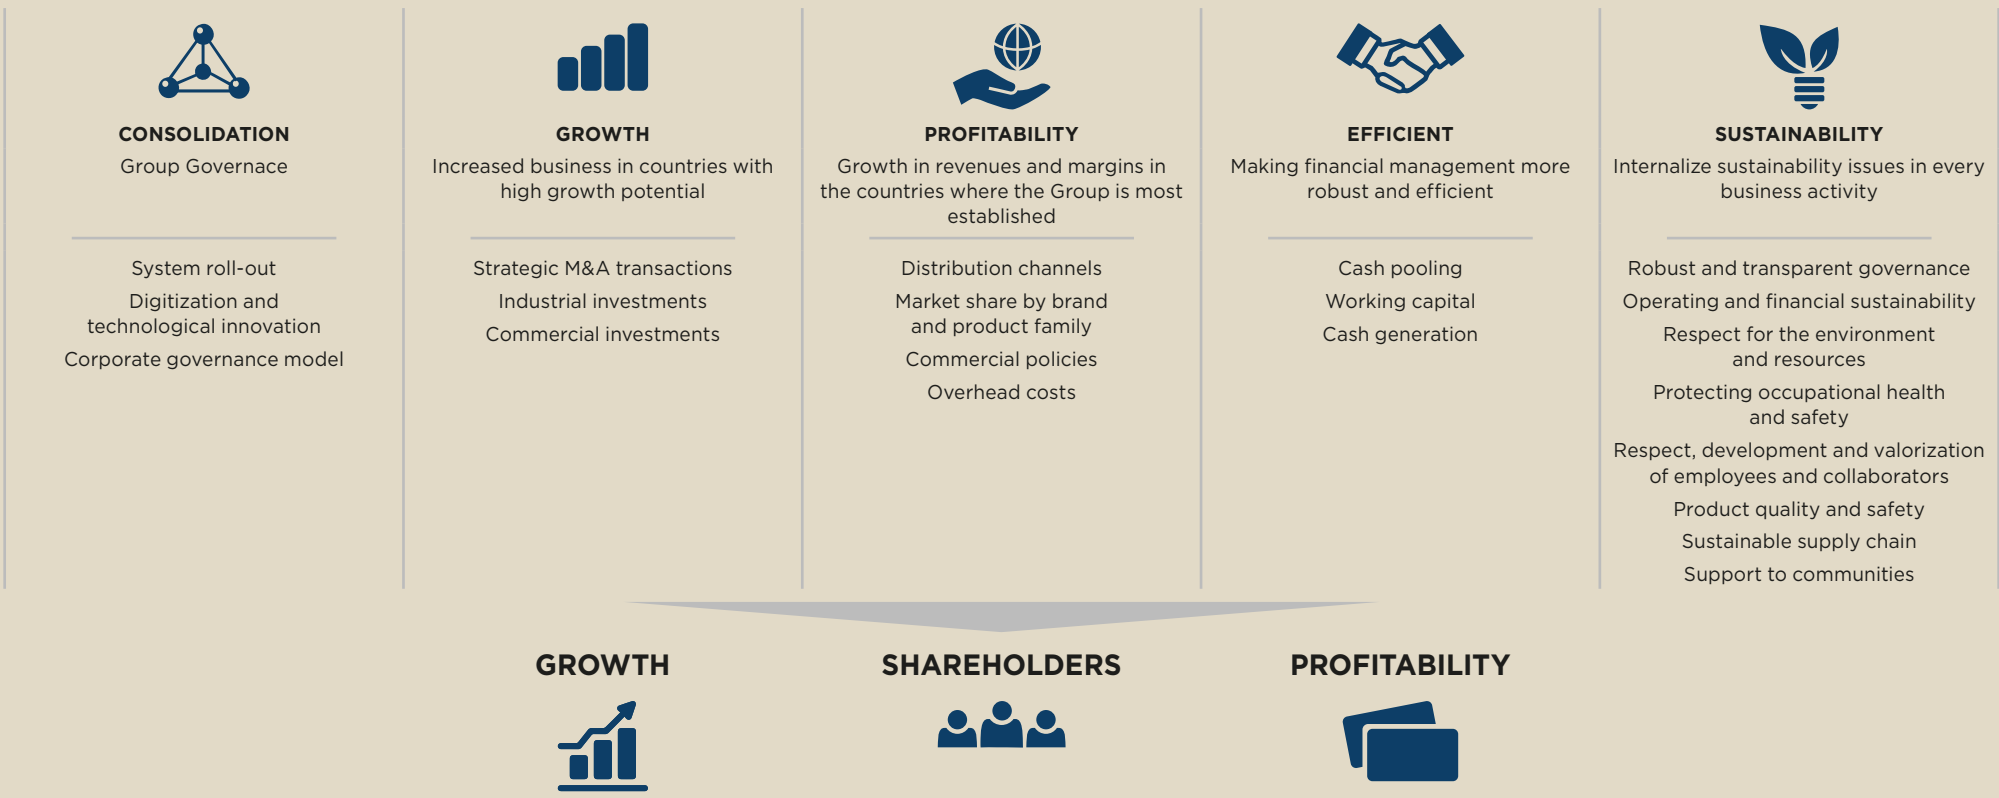 CONSOLIDATION
Group Governace
System roll-out
Digitization and
technological innovation
Corporate governance model
GROWTH
Increased business in countries with
high growth potential
Strategic M&A transactions
Industrial investments
Commercial investments
PROFITABILITY
Growth in revenues and margins in
the countries where the Group is most
established
Distribution channels
Market share by brand
and product family
Commercial policies
Overhead costs
EFFICIENT
Making financial management more
robust and efficient
Cash pooling
Working capital
Cash generation
SUSTAINABILITY
Internalize sustainability issues in every
business activity
Robust and transparent governance
Operating and financial sustainability
Respect for the environment
and resources
Protecting occupational health
and safety
Respect, development and valorization
of employees and collaborators
Product quality and safety
Sustainable supply chain
Support to communities
GROWTH
SHAREHOLDERS
PROFITABILITY